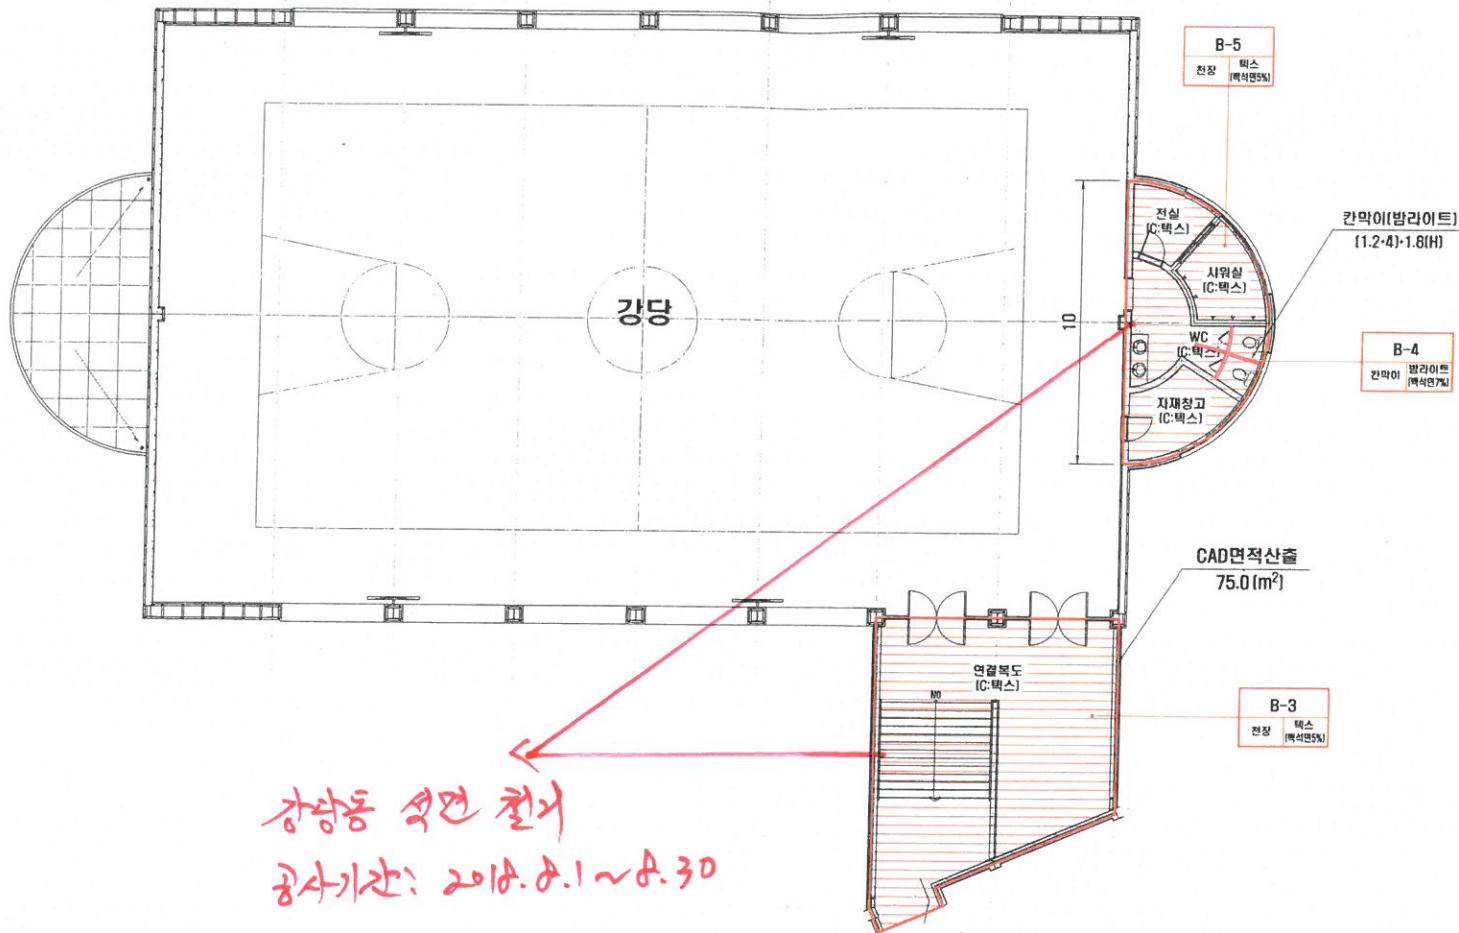 B-5
천장 텍스
(백석면5%)
전실
(C:텍스)
칸막이(밤라이트)
(1.2*4)*1.8(H)
샤워실
(C:텍스)
강당
10
WC
(C:텍스)
B-4
칸막이 밤라이트
(백석면7%)
자재창고
(C:텍스)
CAD면적산출
75.0(m²)
연결복도
(C:텍스)
B-3
천장 텍스
(백석면5%)
강당동 석면 철거
공사기간: 2018.8.1~8.30